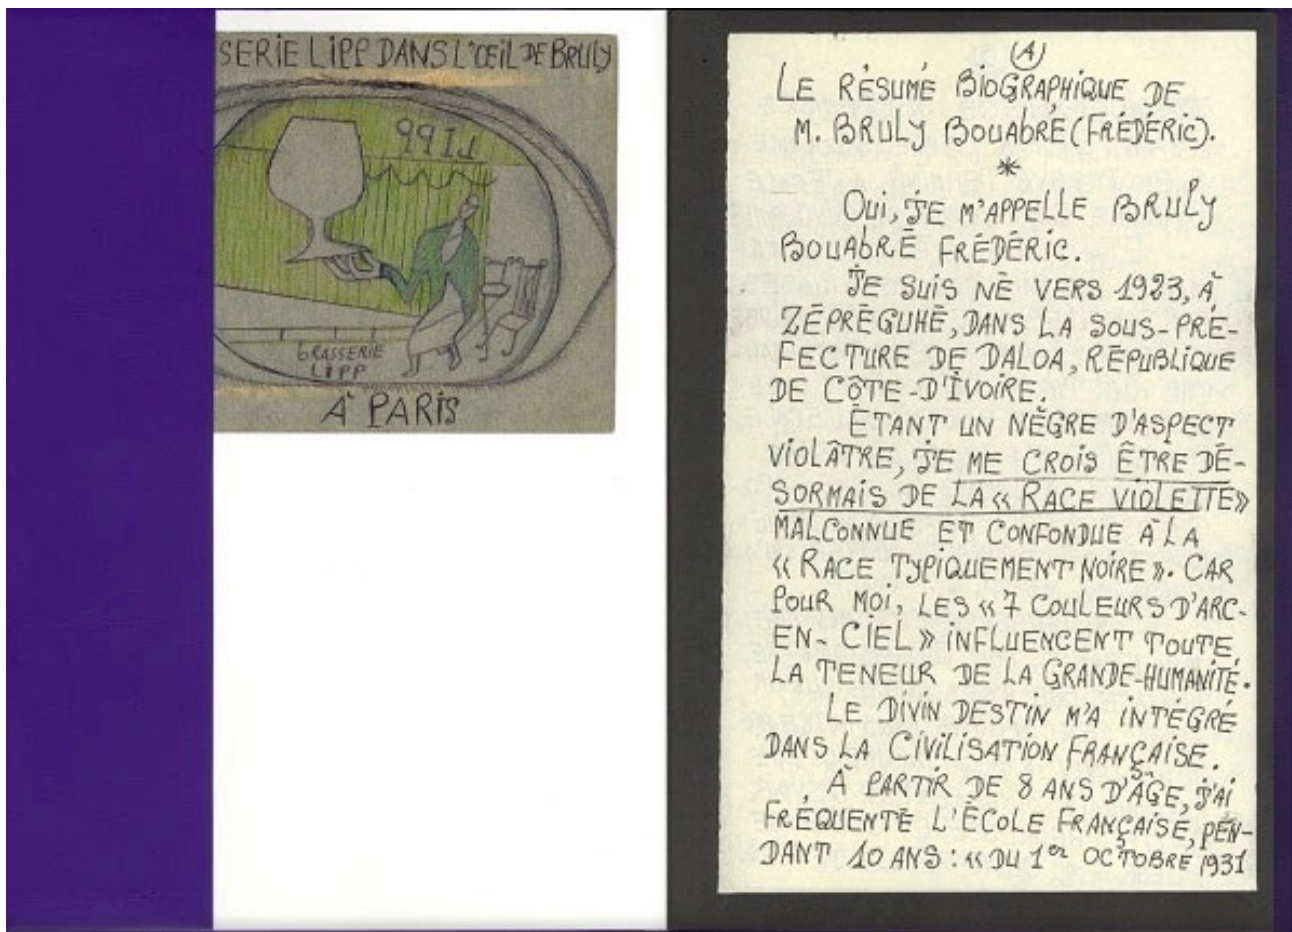 SERIE LIPP DANS L'ŒIL DE BRULY
LIPP
BRASSERIE
LIPP
À PARIS
(A)
LE RÉSUMÉ BIOGRAPHIQUE DE
M. BRULY BOUABRÉ (FRÉDÉRIC).
*
OUI, JE M'APPELLE BRULY
BOUABRÉ FRÉDÉRIC.
JE SUIS NÉ VERS 1923, À
ZÉPRÉGUHÉ, DANS LA SOUS-PRÉ-
FECTURE DE DALOA, RÉPUBLIQUE
DE CÔTE-D'IVOIRE.
ÉTANT UN NÈGRE D'ASPECT
VIOLÂTRE, JE ME CROIS ÊTRE DÉ-
SORMAIS DE LA « RACE VIOLETTE »
MALCONNUE ET CONFONDUE À LA
« RACE TYPIQUEMENT NOIRE ». CAR
POUR MOI, LES « 7 COULEURS D'ARC-
EN-CIEL » INFLUENCENT TOUTE
LA TENEUR DE LA GRANDE-HUMANITÉ.
LE DIVIN DESTIN M'A INTÉGRÉ
DANS LA CIVILISATION FRANÇAISE.
À PARTIR DE 8 ANS D'ÂGE, J'AI
FRÉQUENTÉ L'ÉCOLE FRANÇAISE, PEN-
DANT 10 ANS : « DU 1er OCTOBRE 1931